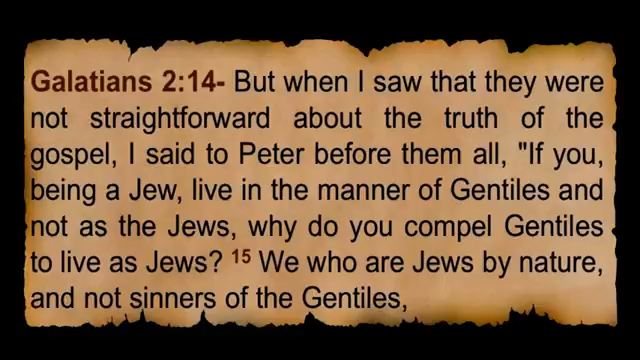 Galatians 2:14- But when I saw that they were
not straightforward about the truth of the
gospel, I said to Peter before them all, "If you,
being a Jew, live in the manner of Gentiles and
not as the Jews, why do you compel Gentiles
to live as Jews? 15 We who are Jews by nature,
and not sinners of the Gentiles,